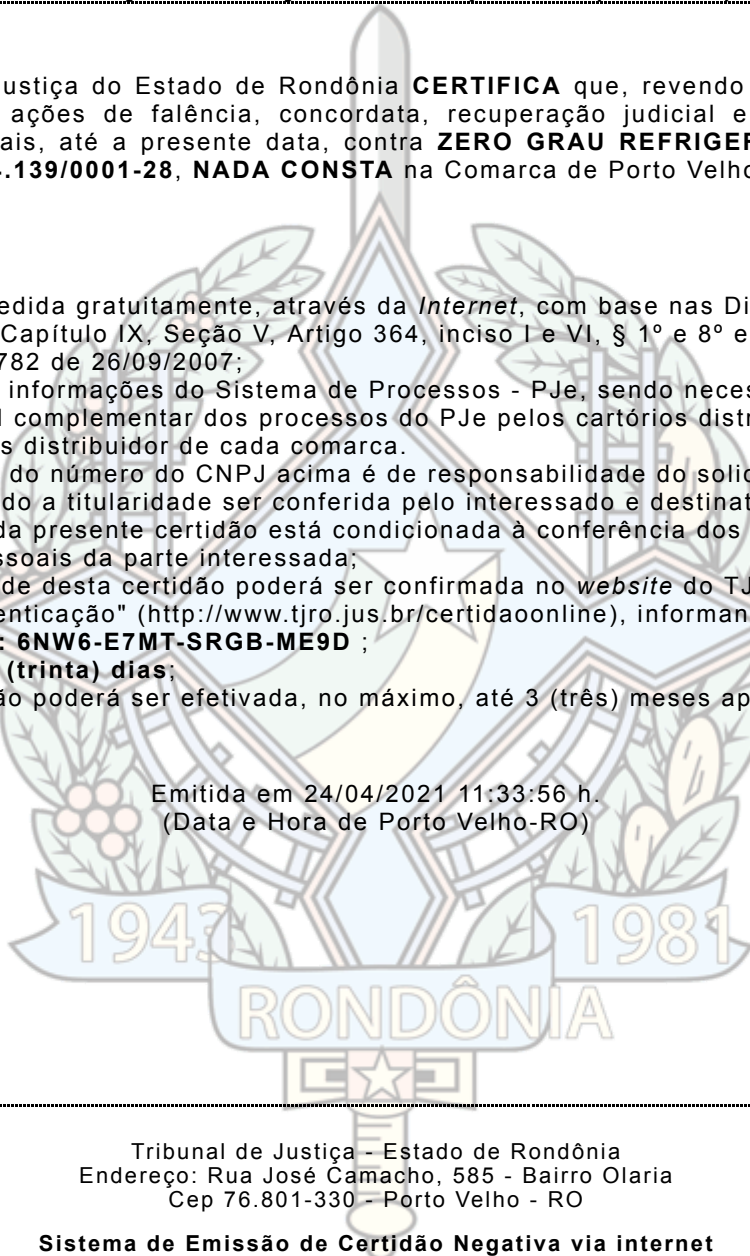 ustiça do Estado de Rondônia CERTIFICA que, revendo
ações de falência, concordata, recuperação judicial e
ais, até a presente data, contra ZERO GRAU REFRIGER
.139/0001-28, NADA CONSTA na Comarca de Porto Velho
edida gratuitamente, através da Internet, com base nas Di
Capítulo IX, Seção V, Artigo 364, inciso I e VI, § 1º e 8º e
782 de 26/09/2007;
informações do Sistema de Processos - PJe, sendo neces
l complementar dos processos do PJe pelos cartórios distr
s distribuidor de cada comarca.
do número do CNPJ acima é de responsabilidade do solic
do a titularidade ser conferida pelo interessado e destinat
da presente certidão está condicionada à conferência dos
ssoais da parte interessada;
de desta certidão poderá ser confirmada no website do TJ
enticação" (http://www.tjro.jus.br/certidaoonline), informan
: 6NW6-E7MT-SRGB-ME9D ;
(trinta) dias;
ão poderá ser efetivada, no máximo, até 3 (três) meses ap
Emitida em 24/04/2021 11:33:56 h.
(Data e Hora de Porto Velho-RO)
1943 1981
RONDÔNIA
Tribunal de Justiça - Estado de Rondônia
Endereço: Rua José Camacho, 585 - Bairro Olaria
Cep 76.801-330 - Porto Velho - RO
Sistema de Emissão de Certidão Negativa via internet